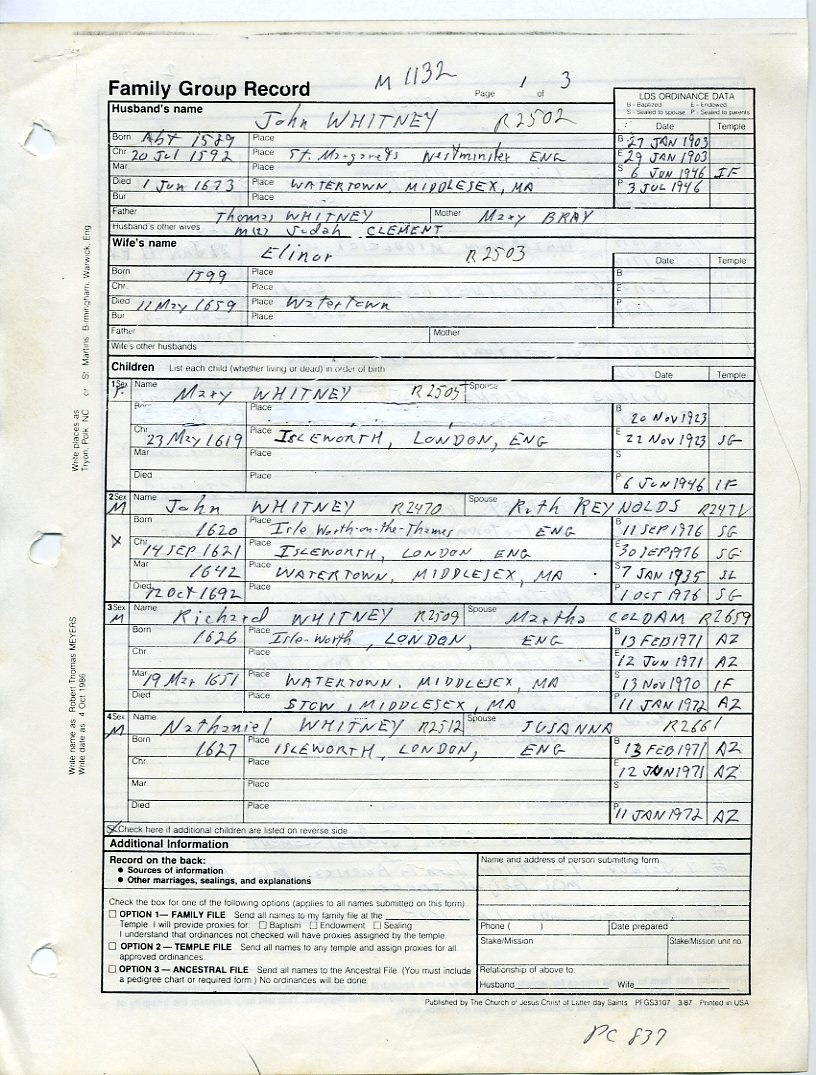 M 1132
Family Group Record Page 1 of 3
LDS ORDINANCE DATA
B - Baptized E - Endowed
S - Sealed to spouse P - Sealed to parents
Husband's name John WHITNEY R2502 Date Temple
Born Abt 1589 Place B 27 JAN 1903
Chr 20 Jul 1592 Place St. Margarets Westminster ENG E 29 JAN 1903
Mar Place S 6 JUN 1946 IF
Died 1 Jun 1673 Place WATERTOWN, MIDDLESEX, MA P 3 JUL 1946
Bur Place
Father Thomas WHITNEY Mother Mary BRAY
Husband's other wives m(2) Judah CLEMENT
Wife's name Elinor R2503 Date Temple
Born 1599 Place B
Chr. Place E
Died 11 May 1659 Place Watertown P
Bur Place
Father Mother
Wife's other husbands
Children List each child (whether living or dead) in order of birth Date Temple
1 Sex F Name Mary WHITNEY R2505 Spouse
Born Place B 20 Nov 1923
Chr. 23 May 1619 Place ISLEWORTH, LONDON, ENG E 22 Nov 1923 SG
Mar Place S
Died Place P 6 JUN 1946 IF
2 Sex M Name John WHITNEY R2470 Spouse Ruth REYNOLDS R2471
Born 1620 Place Isle Worth-on-the-Thames ENG B 11 SEP 1976 SG
X Chr. 14 SEP 1621 Place ISLEWORTH, LONDON, ENG E 30 SEP 1976 SG
Mar 1642 Place WATERTOWN, MIDDLESEX, MA S 7 JAN 1935 SL
Died 12 Oct 1692 Place P 1 OCT 1976 SG
3 Sex M Name Richard WHITNEY R2509 Spouse Martha COLDAM R2659
Born 1626 Place Isle-Worth, LONDON, ENG B 13 FEB 1971 AZ
Chr. Place E 12 Jun 1971 AZ
Mar 19 Mar 1651 Place WATERTOWN, MIDDLESEX, MA S 13 Nov 1970 IF
Died Place STOW, MIDDLESEX, MA P 11 JAN 1972 AZ
4 Sex M Name Nathaniel WHITNEY R2512 Spouse SUSANNA R2661
Born 1627 Place ISLEWORTH, LONDON, ENG B 13 FEB 1971 AZ
Chr. Place E 12 JUN 1971 AZ
Mar Place S
Died Place P 11 JAN 1972 AZ
Check here if additional children are listed on reverse side
Write places as Tryon, Polk, NC or St Martins, Birmingham, Warwick, Eng
Write name as Robert Thomas MEYERS
Write date as 4 Oct 1986
Additional Information
Record on the back:
• Sources of information
• Other marriages, sealings, and explanations
Check the box for one of the following options (applies to all names submitted on this form)
☐ OPTION 1— FAMILY FILE Send all names to my family file at the
Temple. I will provide proxies for: ☐ Baptism ☐ Endowment ☐ Sealing
I understand that ordinances not checked will have proxies assigned by the temple.
☐ OPTION 2 — TEMPLE FILE Send all names to any temple and assign proxies for all
approved ordinances.
☐ OPTION 3 — ANCESTRAL FILE Send all names to the Ancestral File. (You must include
a pedigree chart or required form.) No ordinances will be done.
Name and address of person submitting form
Phone ( ) Date prepared
Stake/Mission Stake/Mission unit no.
Relationship of above to:
Husband Wife
Published by The Church of Jesus Christ of Latter day Saints PFGS3107 3/87 Printed in USA
PC 837